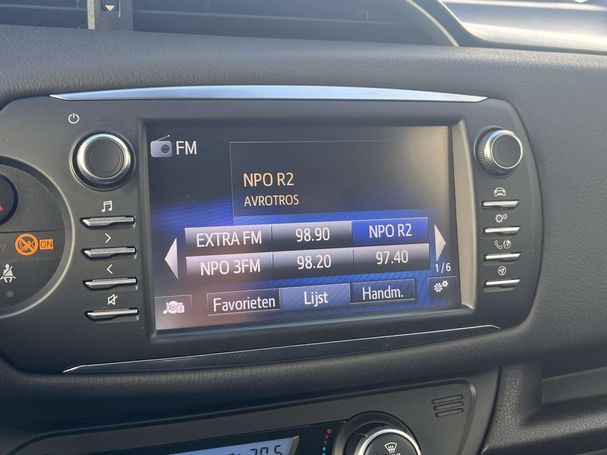 FM
NPO R2
AVROTROS
EXTRA FM 98.90 NPO R2
NPO 3FM 98.20 97.40
1/6
Favorieten Lijst Handm.
ON